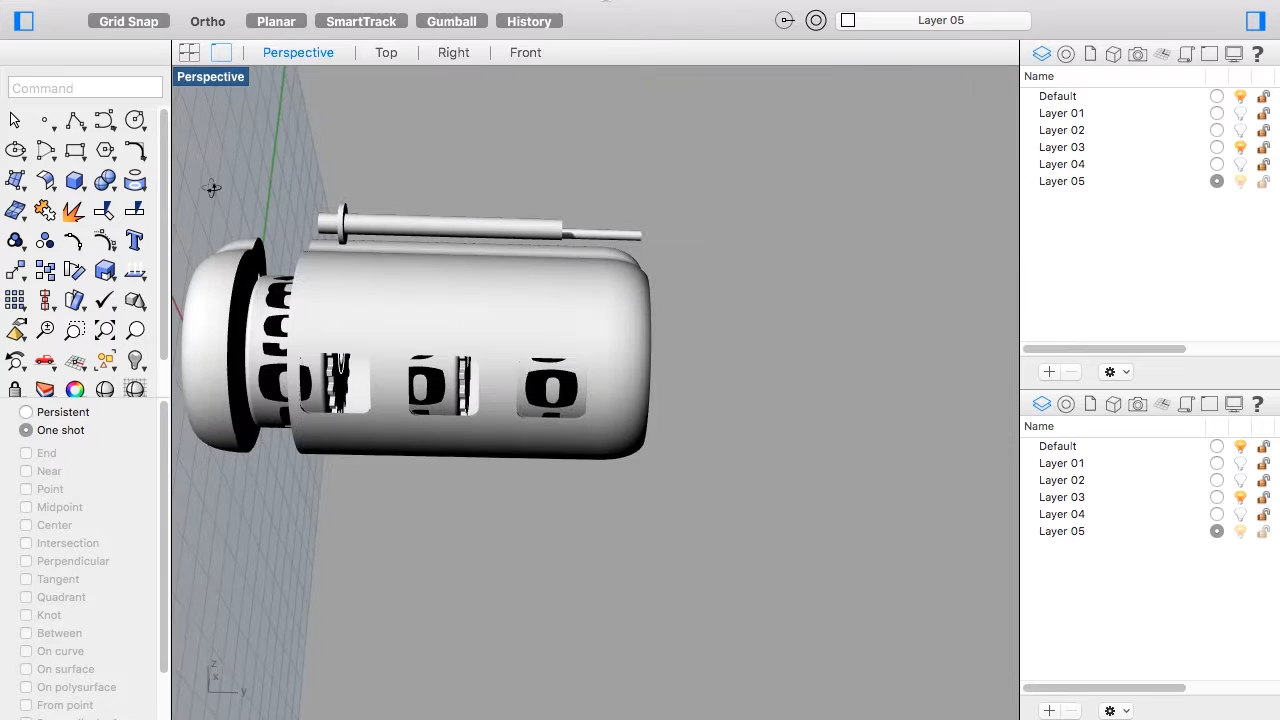 Grid Snap Ortho Planar SmartTrack Gumball History Layer 05
Perspective Top Right Front
Perspective
Command
Persistent
One shot
End
Near
Point
Midpoint
Center
Intersection
Perpendicular
Tangent
Quadrant
Knot
Between
On curve
On surface
On polysurface
From point
z
x
y
Name
Default
Layer 01
Layer 02
Layer 03
Layer 04
Layer 05
Name
Default
Layer 01
Layer 02
Layer 03
Layer 04
Layer 05